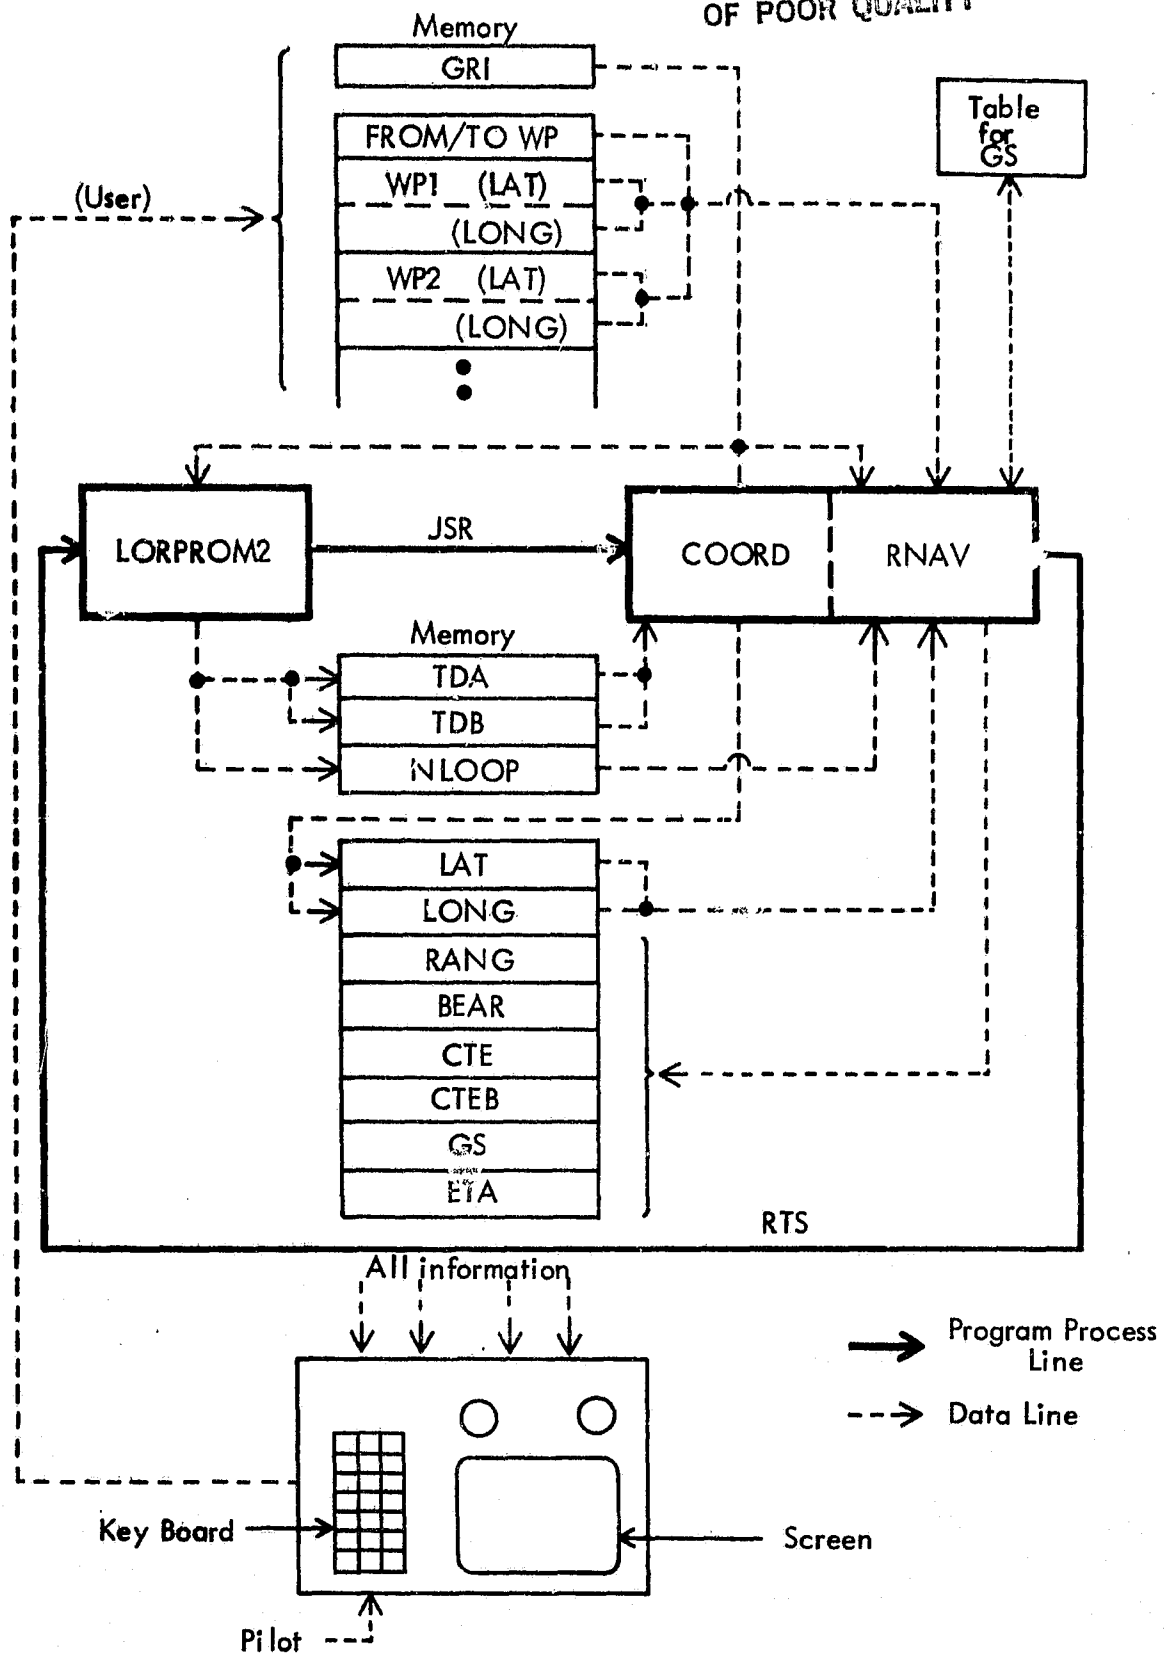 OF POOR QUALITY
Memory
GRI
FROM/TO WP
WP1 (LAT)
(LONG)
WP2 (LAT)
(LONG)
Table
for
GS
(User)
LORPROM2
JSR
COORD
RNAV
Memory
TDA
TDB
NLOOP
LAT
LONG
RANG
BEAR
CTE
CTEB
GS
ETA
RTS
All information
Program Process
Line
Data Line
Key Board
Screen
Pilot